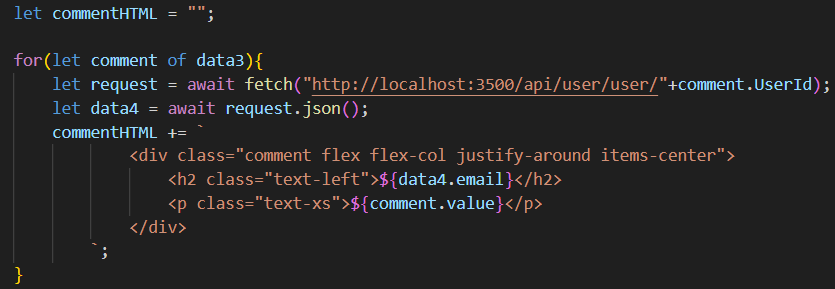 let commentHTML = "";
for(let comment of data3){
let request = await fetch("http://localhost:3500/api/user/user/"+comment.UserId);
let data4 = await request.json();
commentHTML += `
<div class="comment flex flex-col justify-around items-center">
<h2 class="text-left">${data4.email}</h2>
<p class="text-xs">${comment.value}</p>
</div>
`;
}